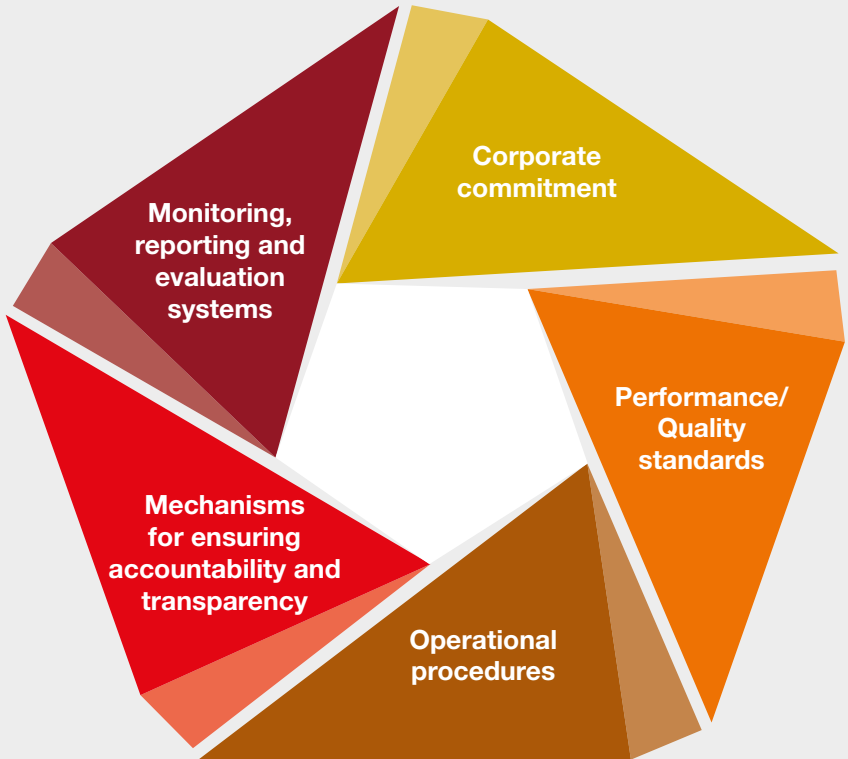 Corporate
commitment
Performance/
Quality
standards
Operational
procedures
Mechanisms
for ensuring
accountability and
transparency
Monitoring,
reporting and
evaluation
systems